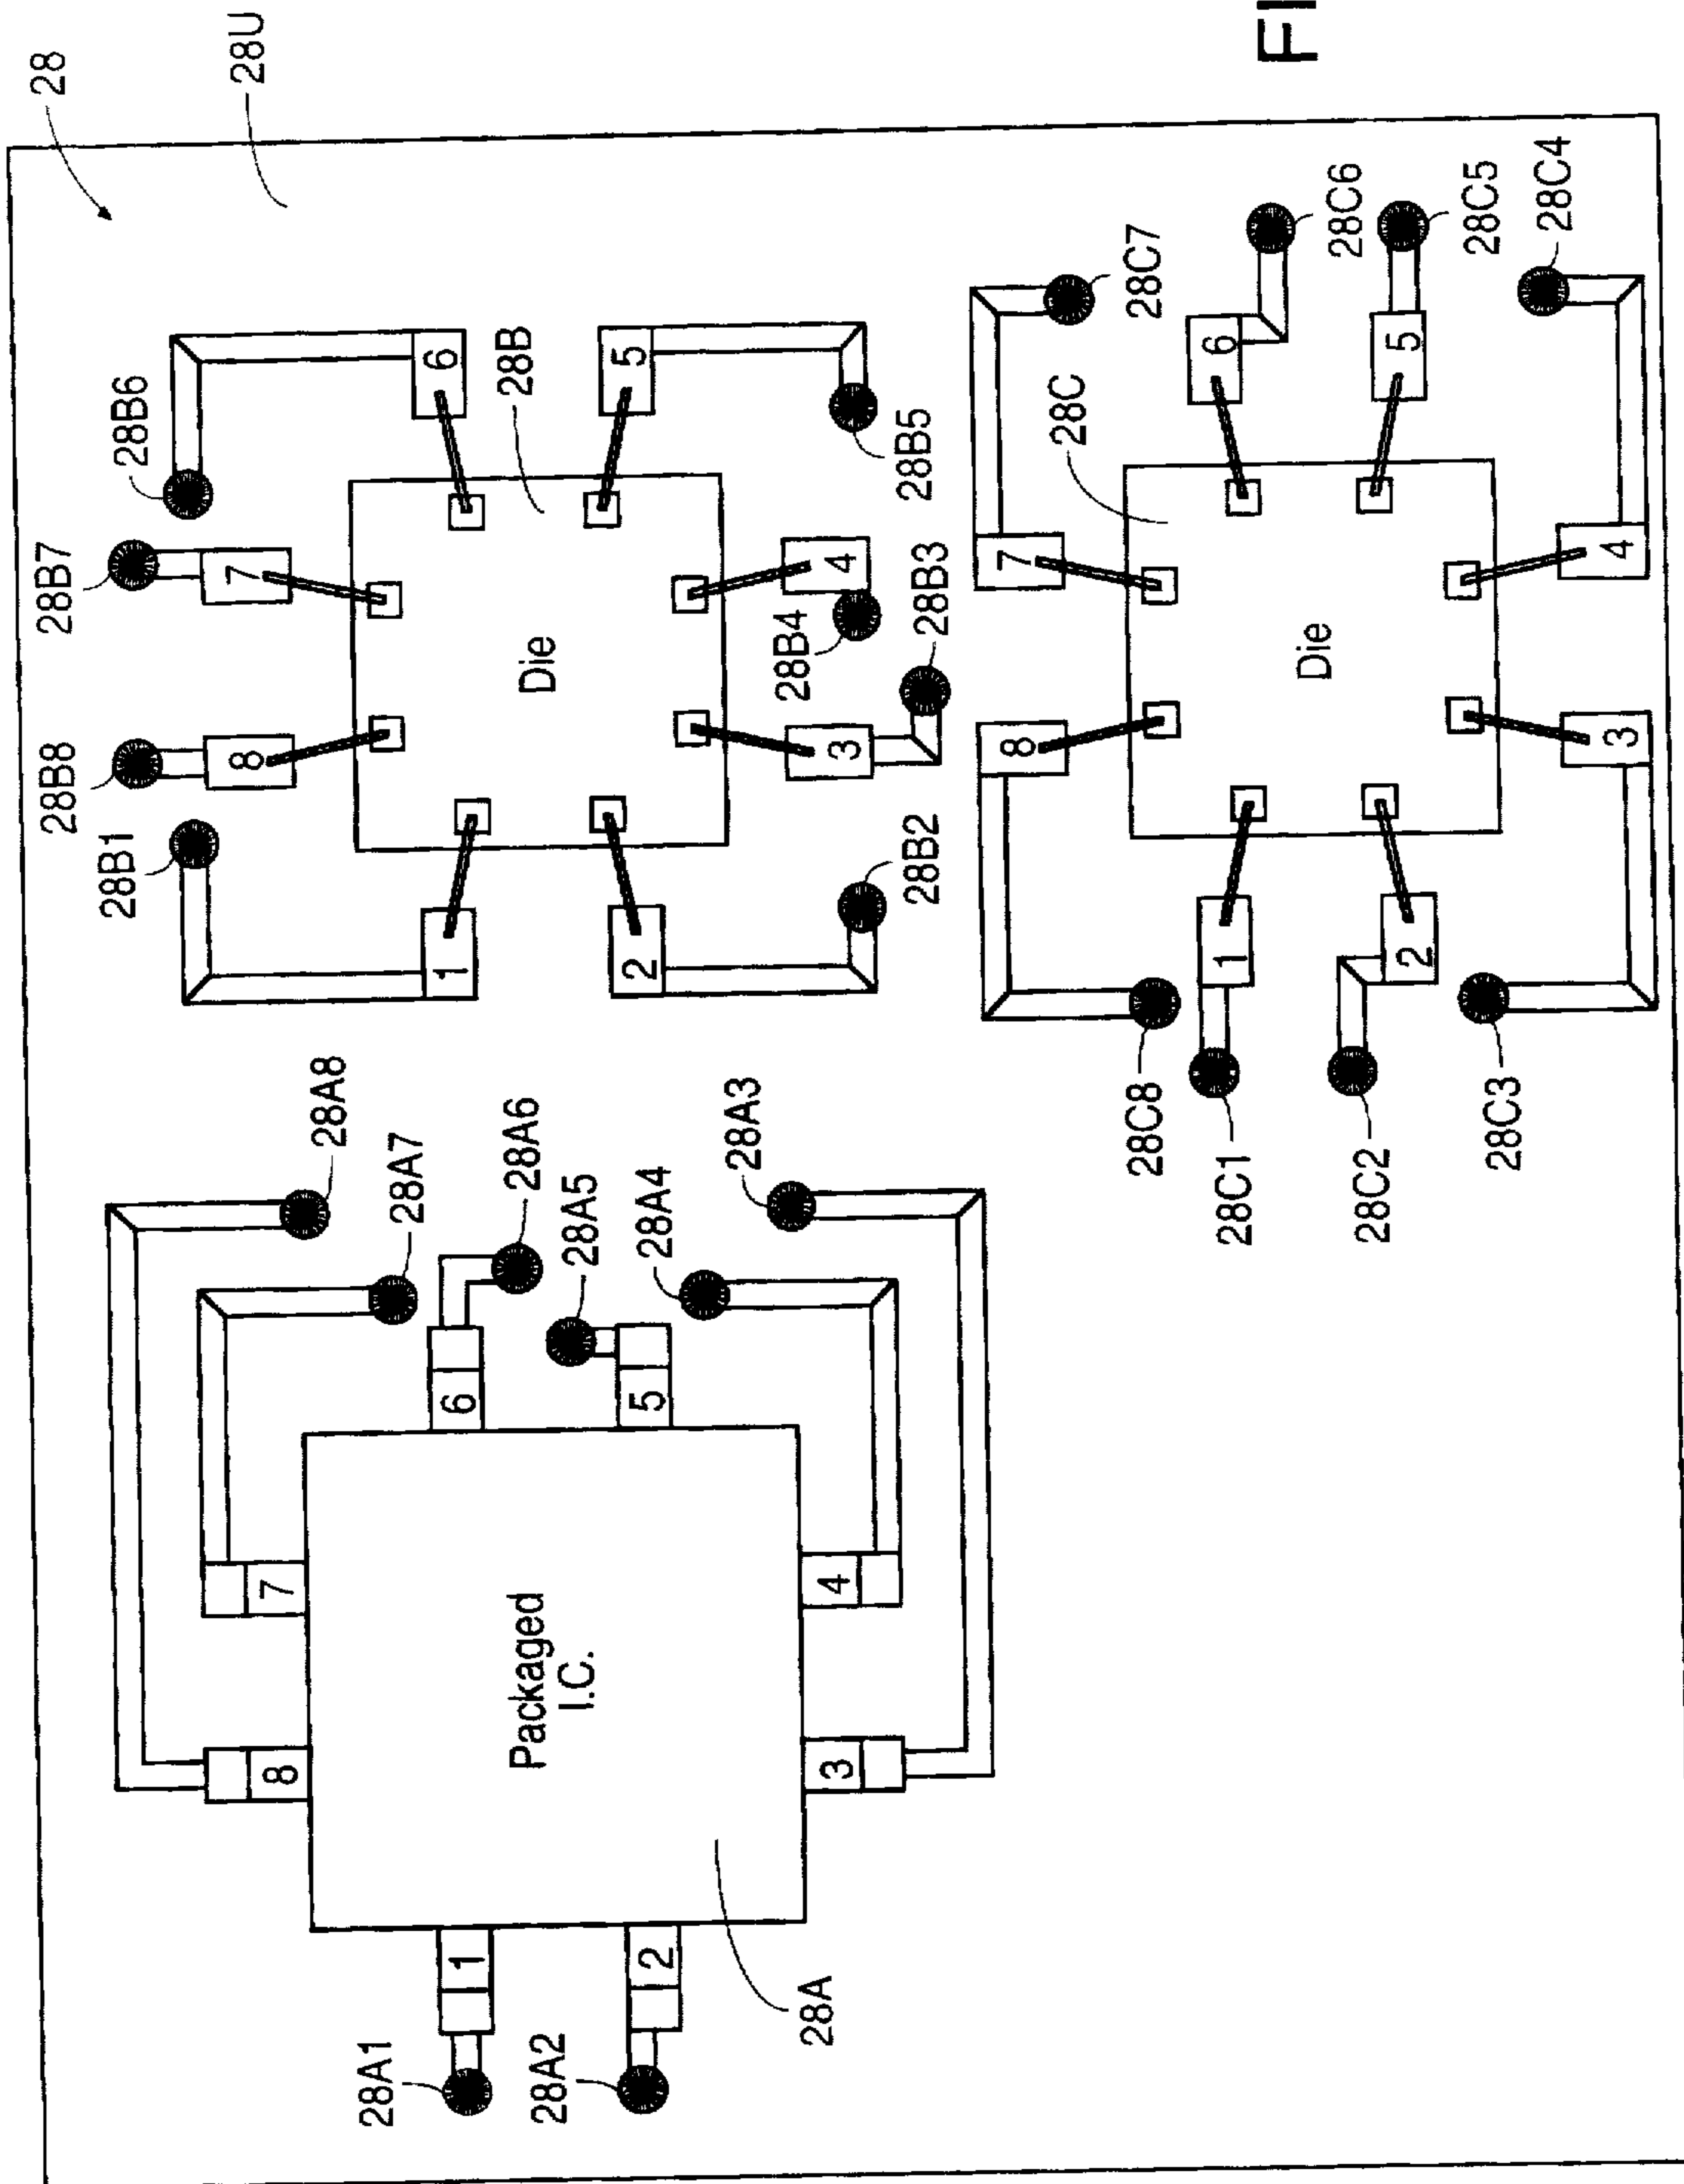 28
28U
28B6
28B7
28B8
28B1
6
7
8
1
28B
Die
5
4
3
2
28B5
28B4
28B3
28B2
28A8
28A7
28A6
28A5
28A4
28A3
8
7
6
5
4
3
1
2
Packaged
I.C.
28A
28A1
28A2
28C7
28C6
28C5
28C4
28C
Die
7
6
5
4
8
1
2
3
28C8
28C1
28C2
28C3
FI